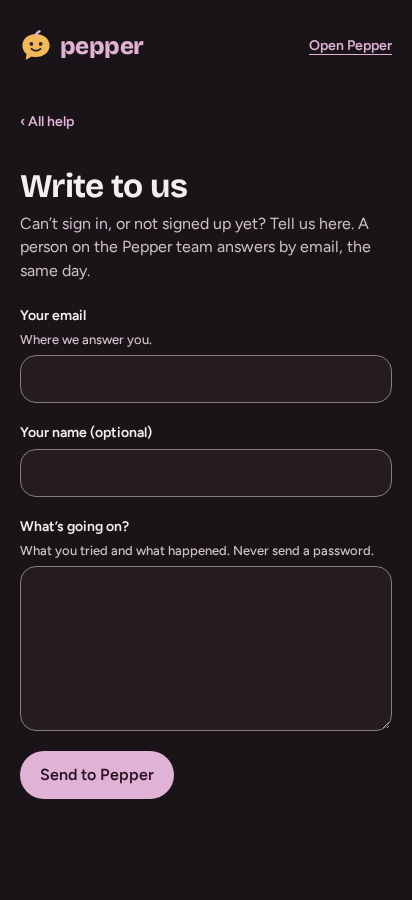 pepper
Open Pepper
‹ All help
Write to us
Can’t sign in, or not signed up yet? Tell us here. A
person on the Pepper team answers by email, the
same day.
Your email
Where we answer you.
Your name (optional)
What’s going on?
What you tried and what happened. Never send a password.
Send to Pepper